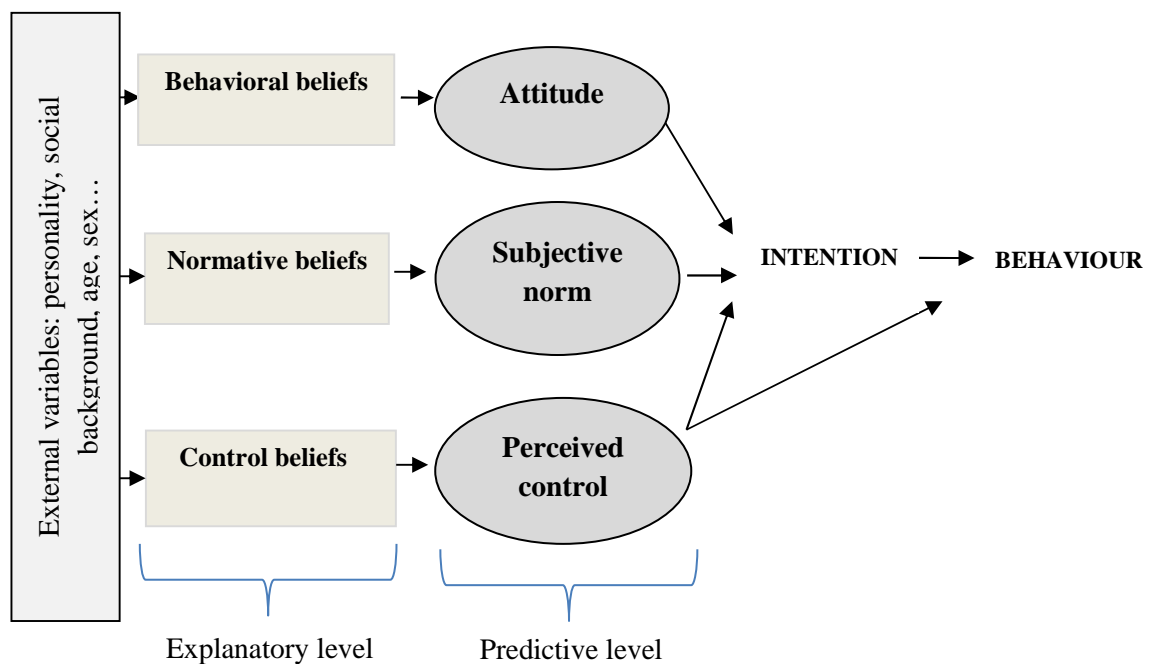 External variables: personality, social
background, age, sex…
Behavioral beliefs
Attitude
Normative beliefs
Subjective
norm
INTENTION
BEHAVIOUR
Control beliefs
Perceived
control
Explanatory level
Predictive level